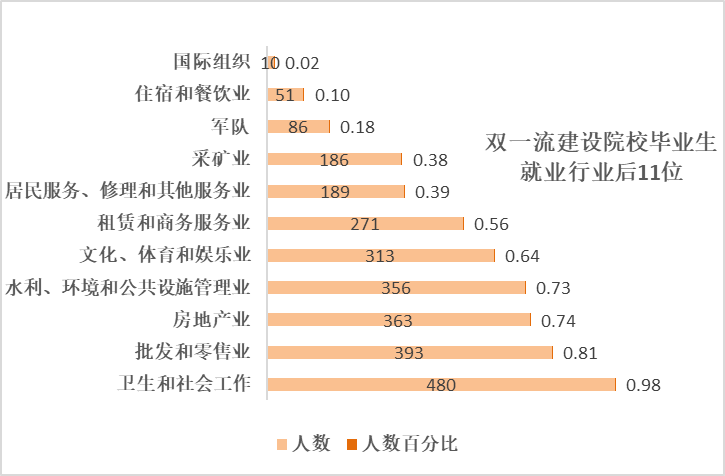 国际组织 10 0.02
住宿和餐饮业 51 0.10
军队 86 0.18
采矿业 186 0.38
居民服务、修理和其他服务业 189 0.39
租赁和商务服务业 271 0.56
文化、体育和娱乐业 313 0.64
水利、环境和公共设施管理业 356 0.73
房地产业 363 0.74
批发和零售业 393 0.81
卫生和社会工作 480 0.98
双一流建设院校毕业生
就业行业后11位
人数 人数百分比